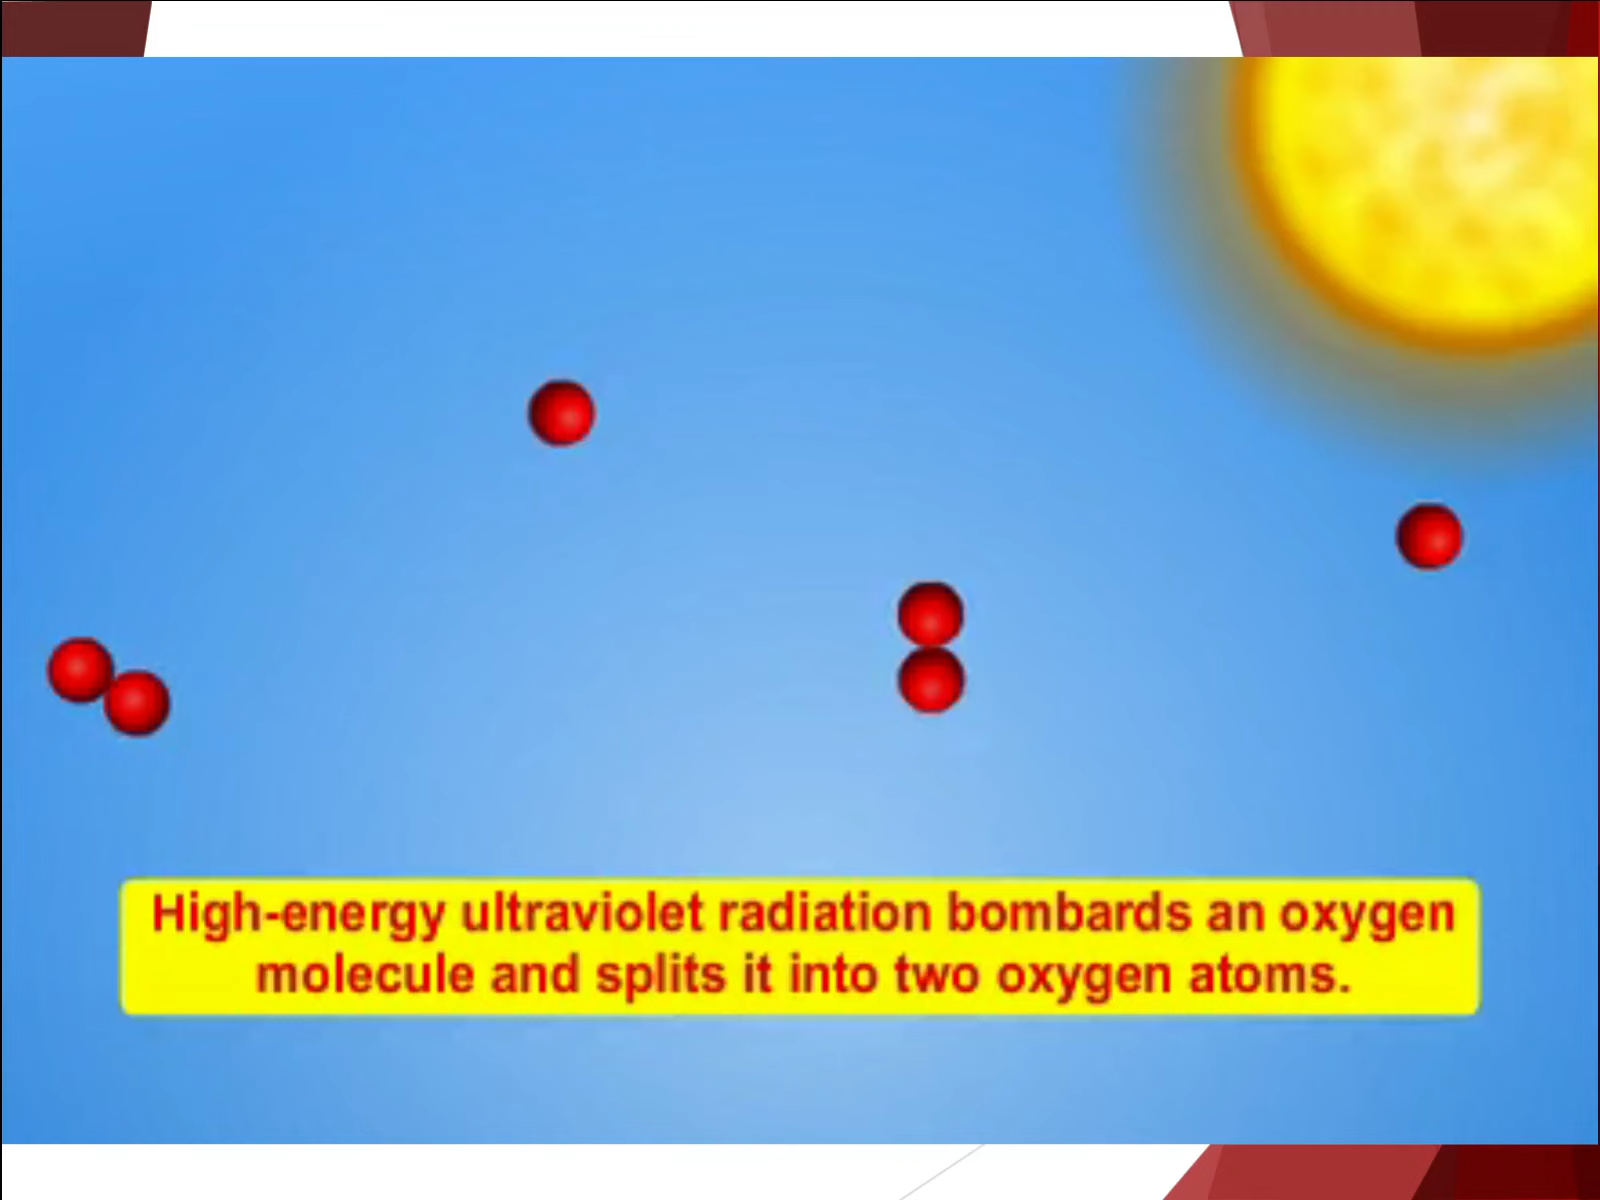 High-energy ultraviolet radiation bombards an oxygen
molecule and splits it into two oxygen atoms.